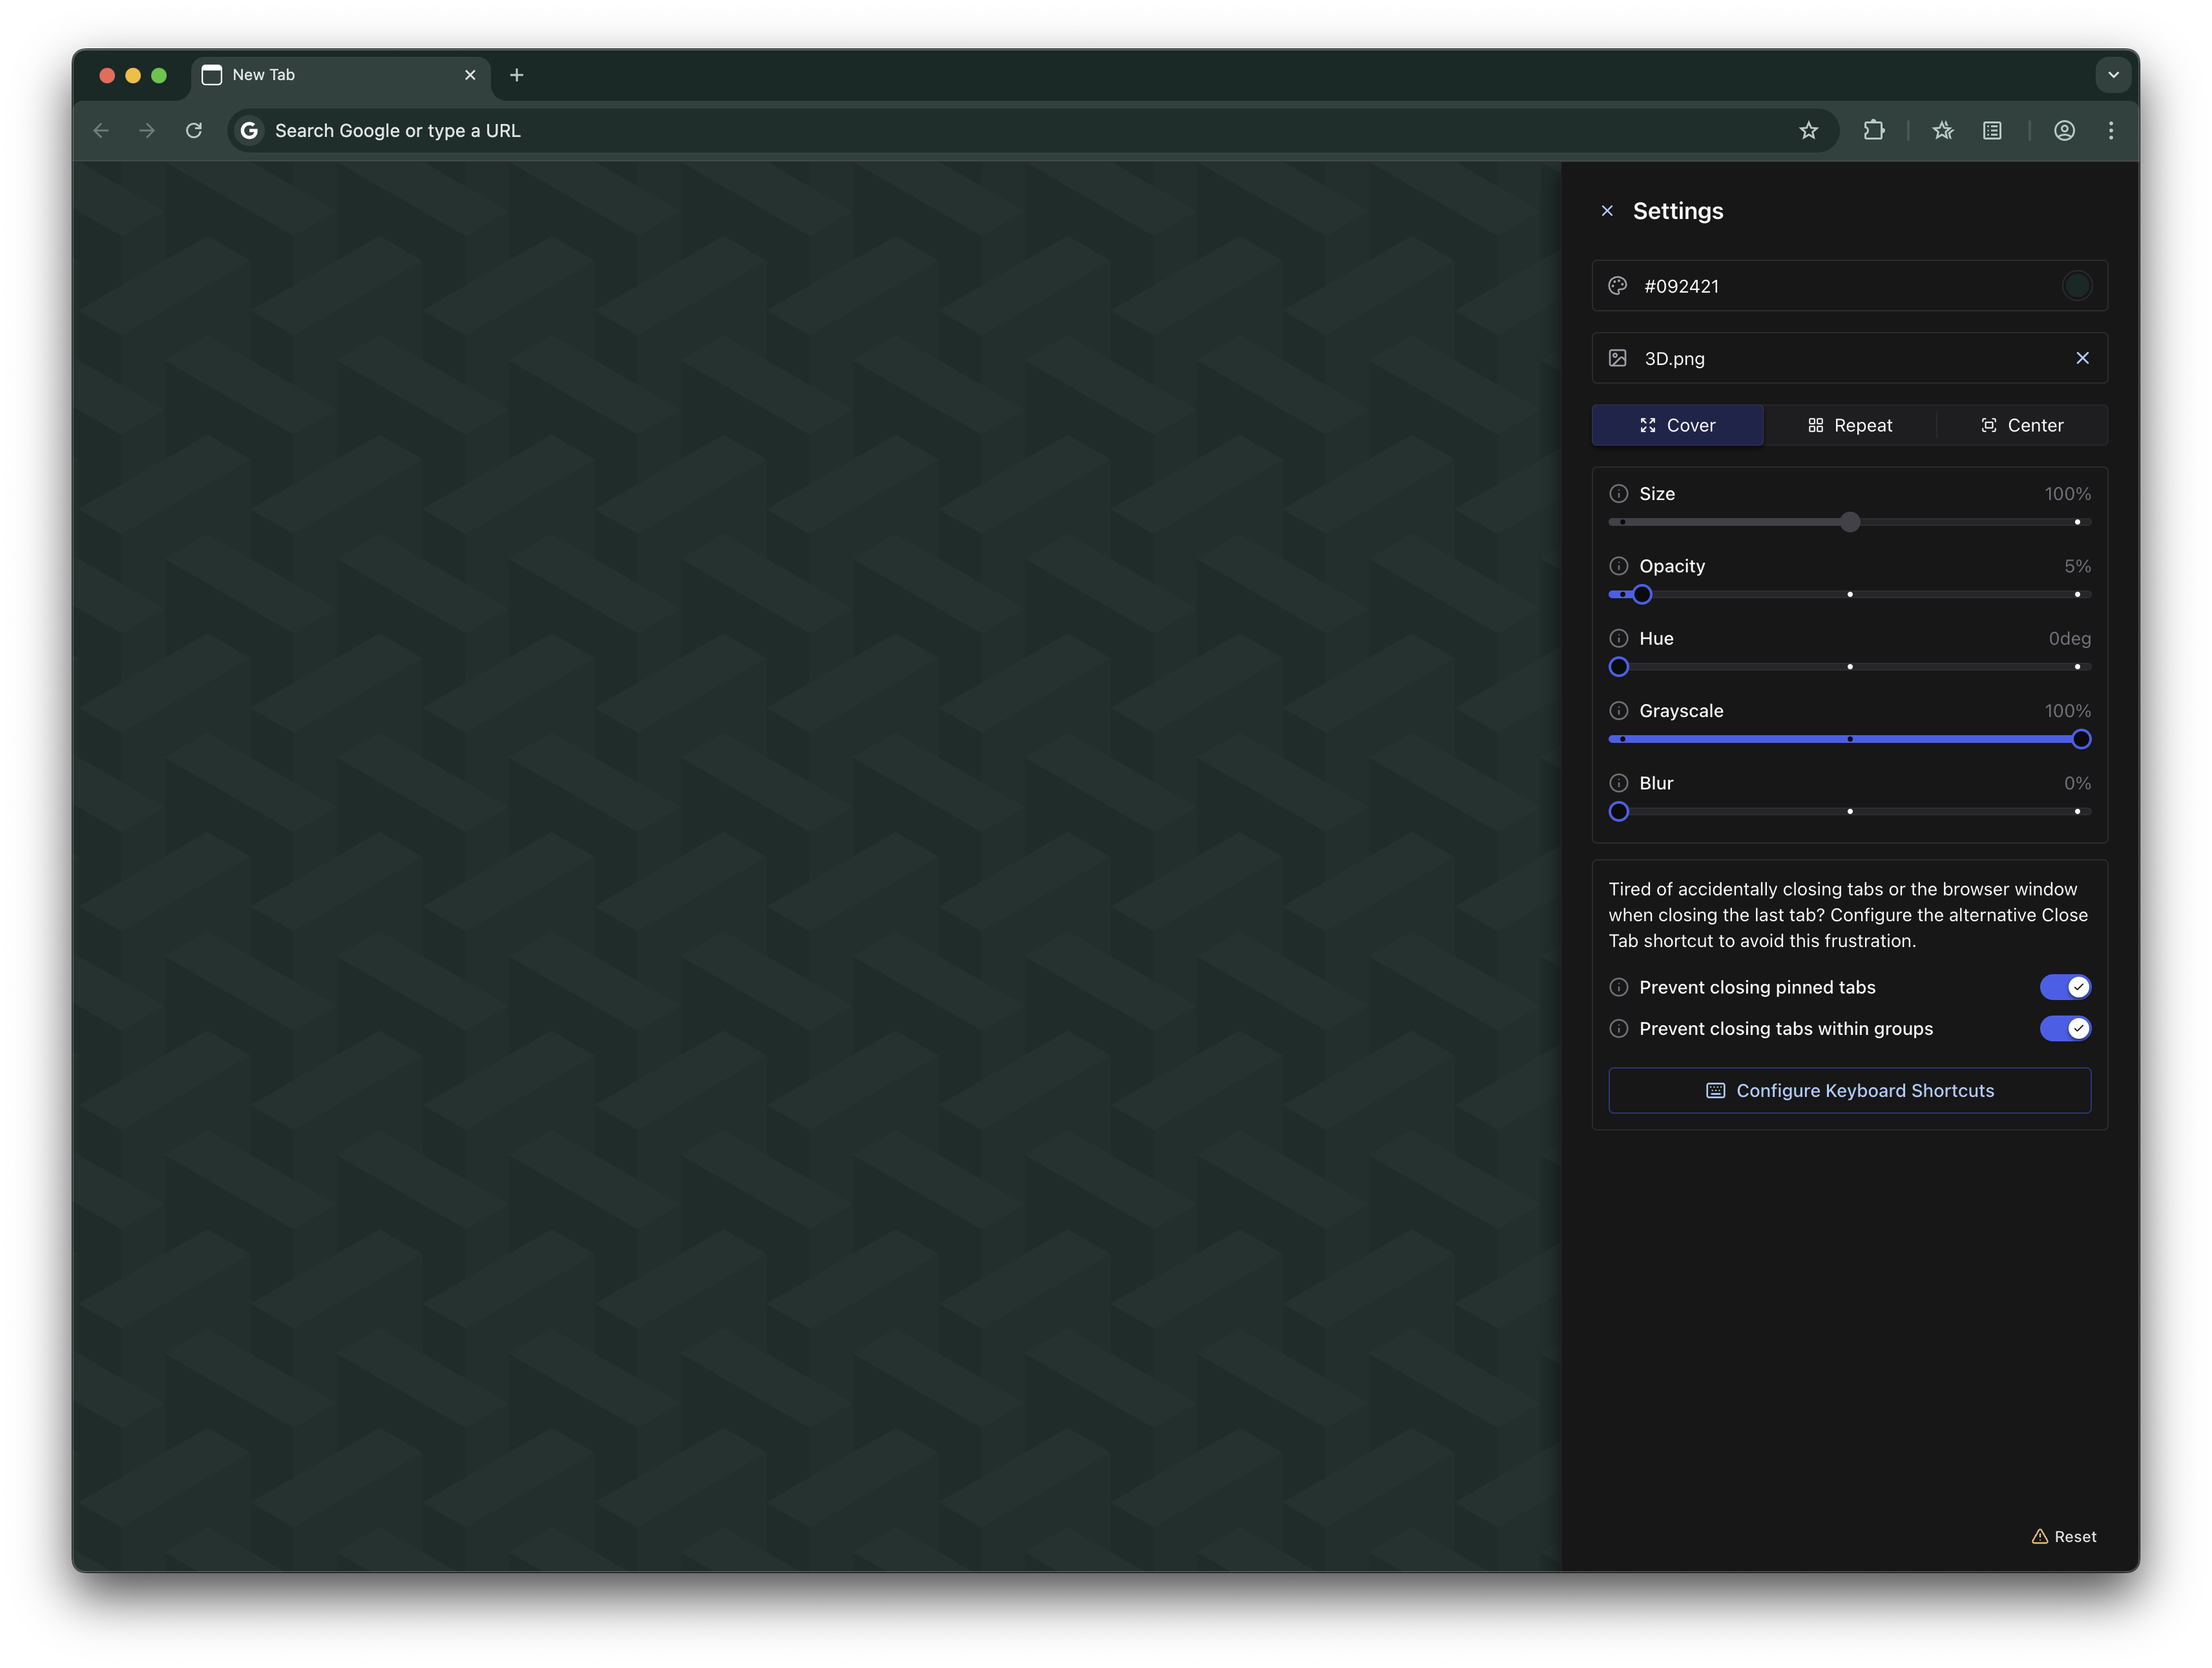 New Tab
Search Google or type a URL
Settings
#092421
3D.png
Cover
Repeat
Center
Size
100%
Opacity
5%
Hue
0deg
Grayscale
100%
Blur
0%
Tired of accidentally closing tabs or the browser window
when closing the last tab? Configure the alternative Close
Tab shortcut to avoid this frustration.
Prevent closing pinned tabs
Prevent closing tabs within groups
Configure Keyboard Shortcuts
Reset